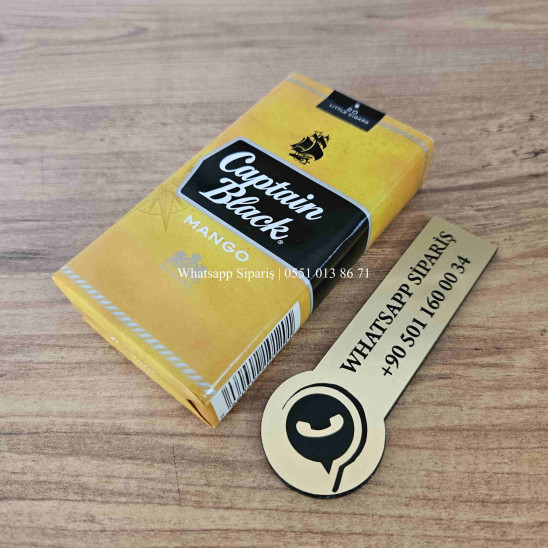 20
LITTLE CIGARS
Captain
Black®
MANGO
Whatsapp Sipariş | 0551 013 86 71
WHATSAPP SİPARİŞ
+90 501 160 00 34